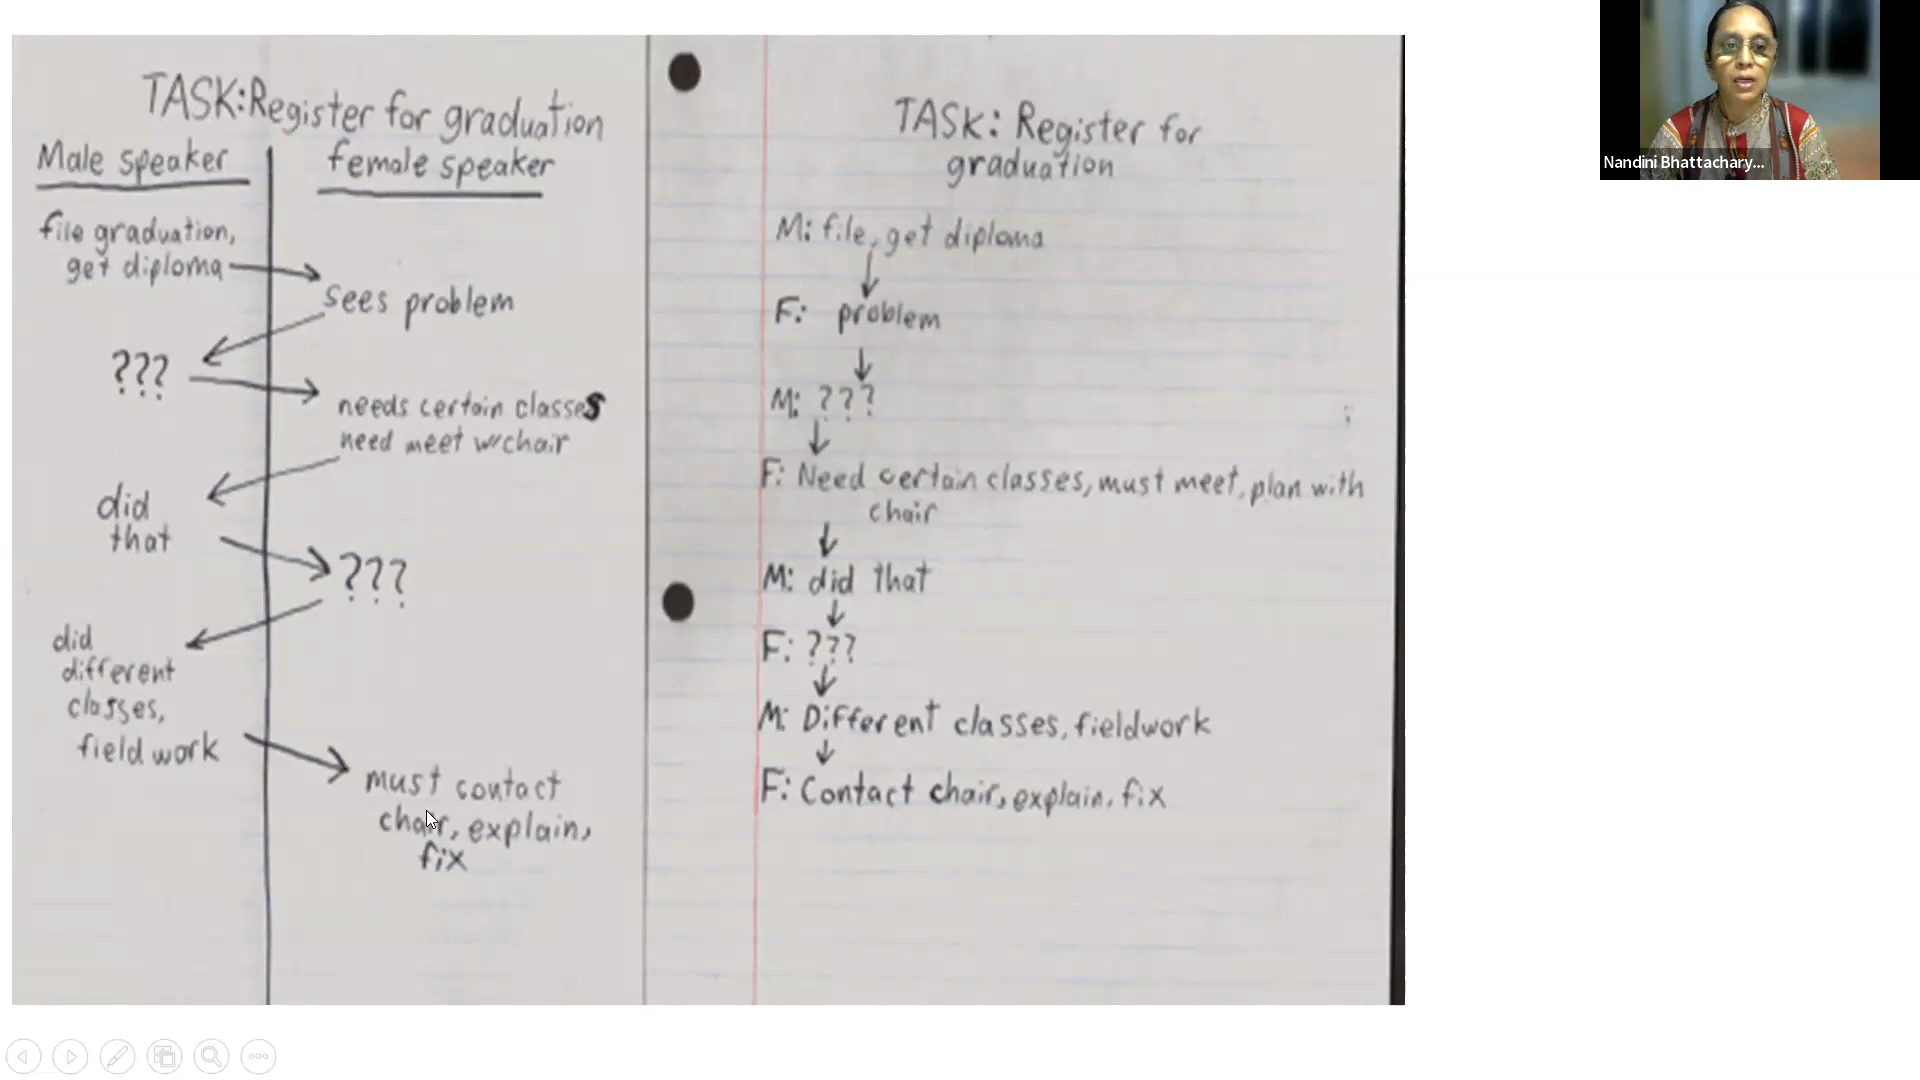 TASK: Register for graduation
Male speaker
female speaker
file graduation,
get diploma
sees problem
???
needs certain classes
need meet w/chair
did
that
???
did
different
classes,
field work
must contact
chair, explain,
fix
TASK: Register for
graduation
M: file, get diploma
F: problem
M: ???
F: Need certain classes, must meet, plan with
chair
M: did that
F: ???
M: Different classes, fieldwork
F: Contact chair, explain, fix
Nandini Bhattachary...